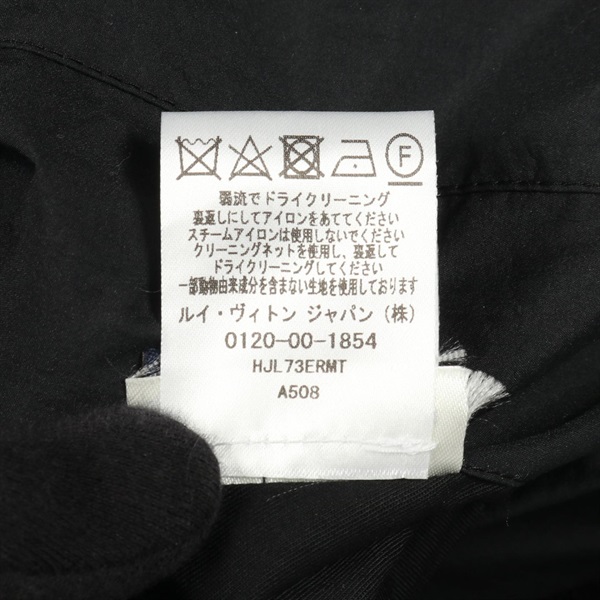 F
弱流でドライクリーニング
裏返しにしてアイロンをあててください
スチームアイロンは使用しないでください
クリーニングネットを使用し、裏返して
ドライクリーニングしてください
一部動物由来成分を含まない生地を使用しております
ルイ・ヴィトン ジャパン (株)
0120-00-1854
HJL73ERMT
A508